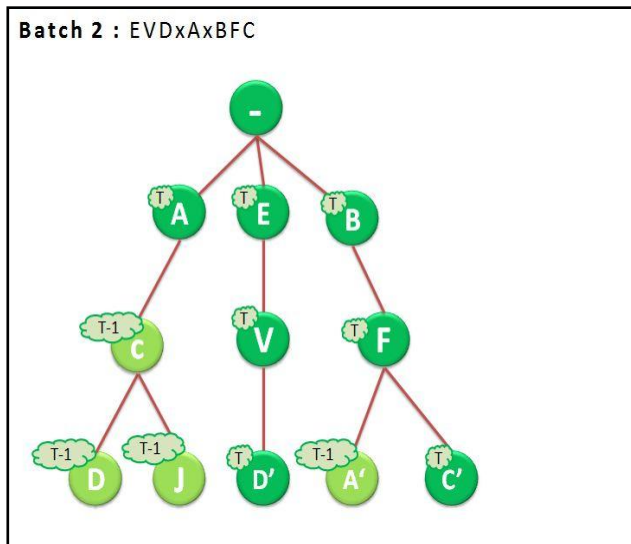 Batch 2 : EVDxAxBFC
-
T A T E T B
T-1 c T V T F
T-1 D T-1 J T D' T-1 A' T C'